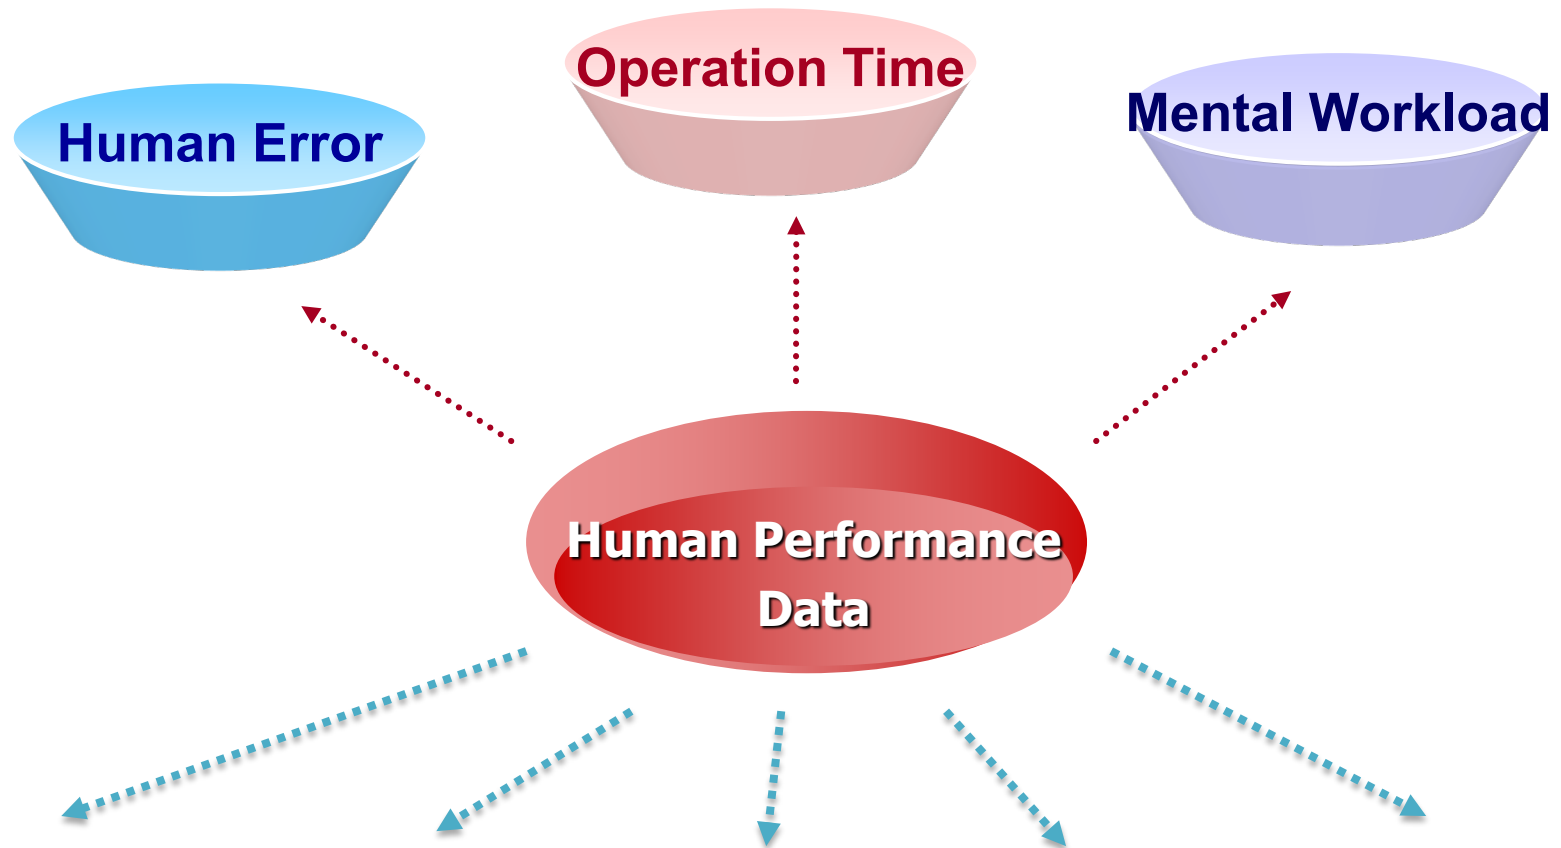 Operation Time
Mental Workload
Human Error
Human Performance
Data